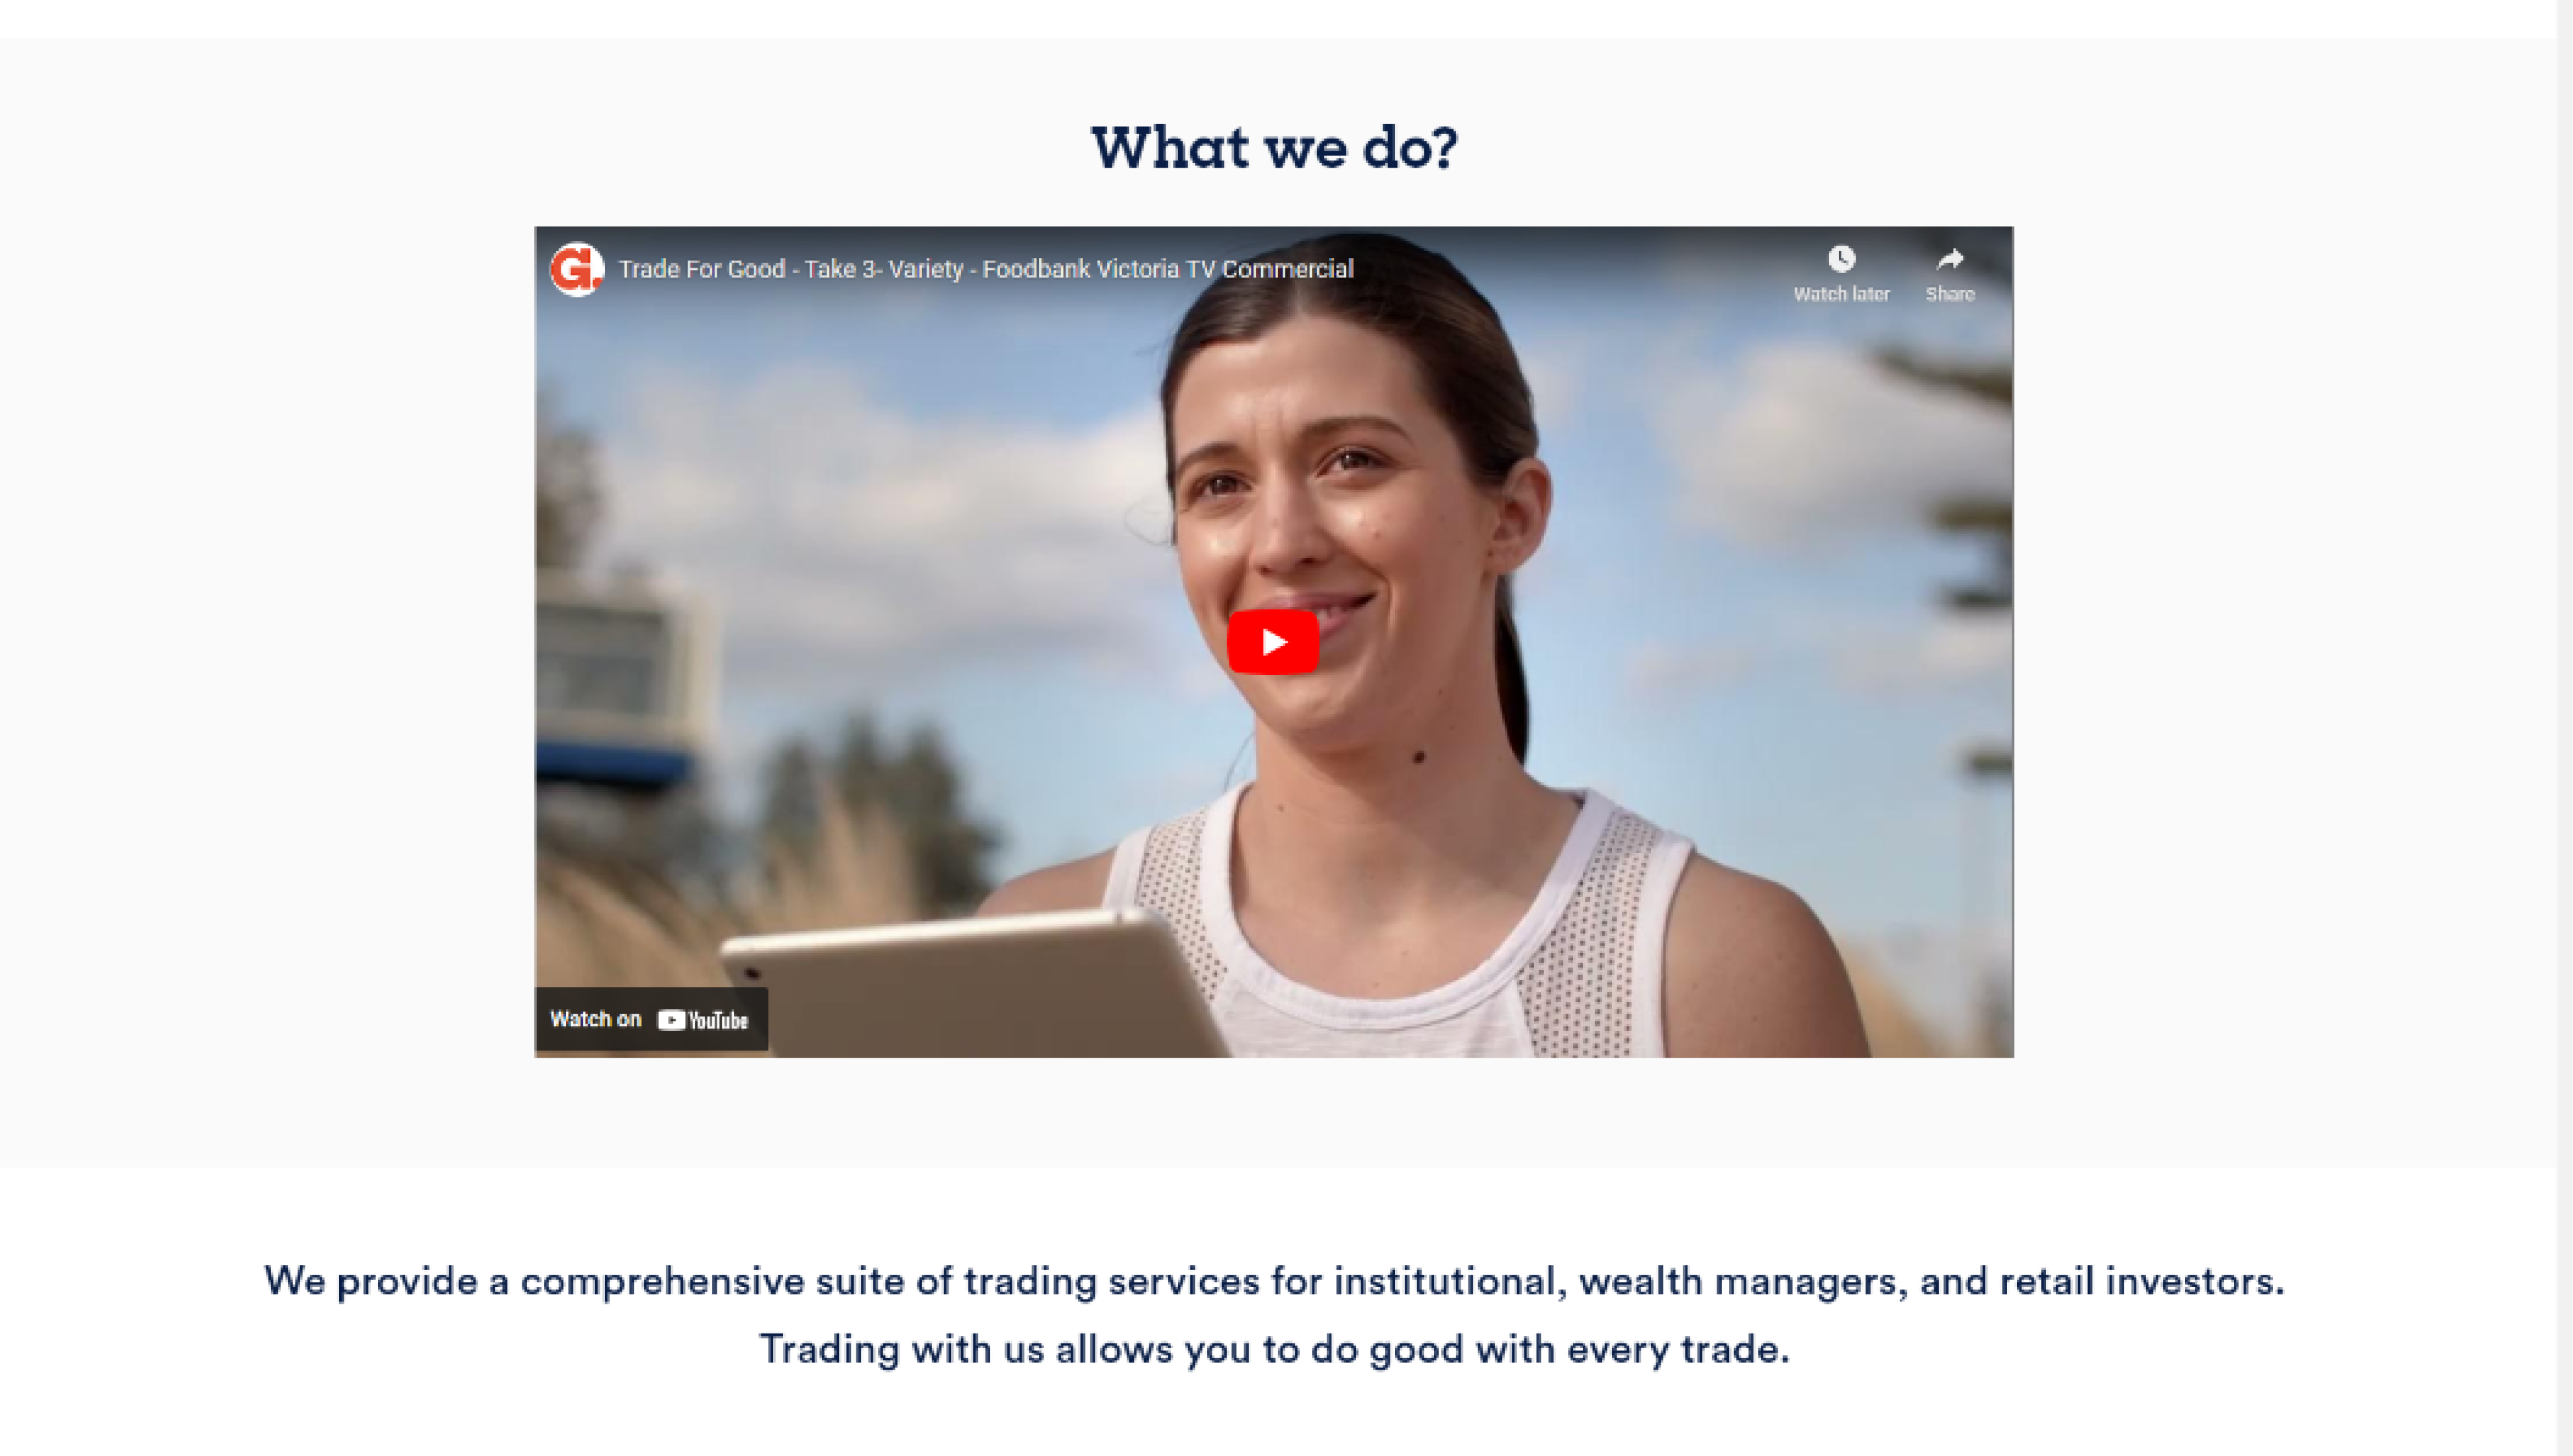 What we do?
G.
Trade For Good - Take 3- Variety - Foodbank Victoria TV Commercial
Watch later
Share
Watch on YouTube
We provide a comprehensive suite of trading services for institutional, wealth managers, and retail investors.
Trading with us allows you to do good with every trade.